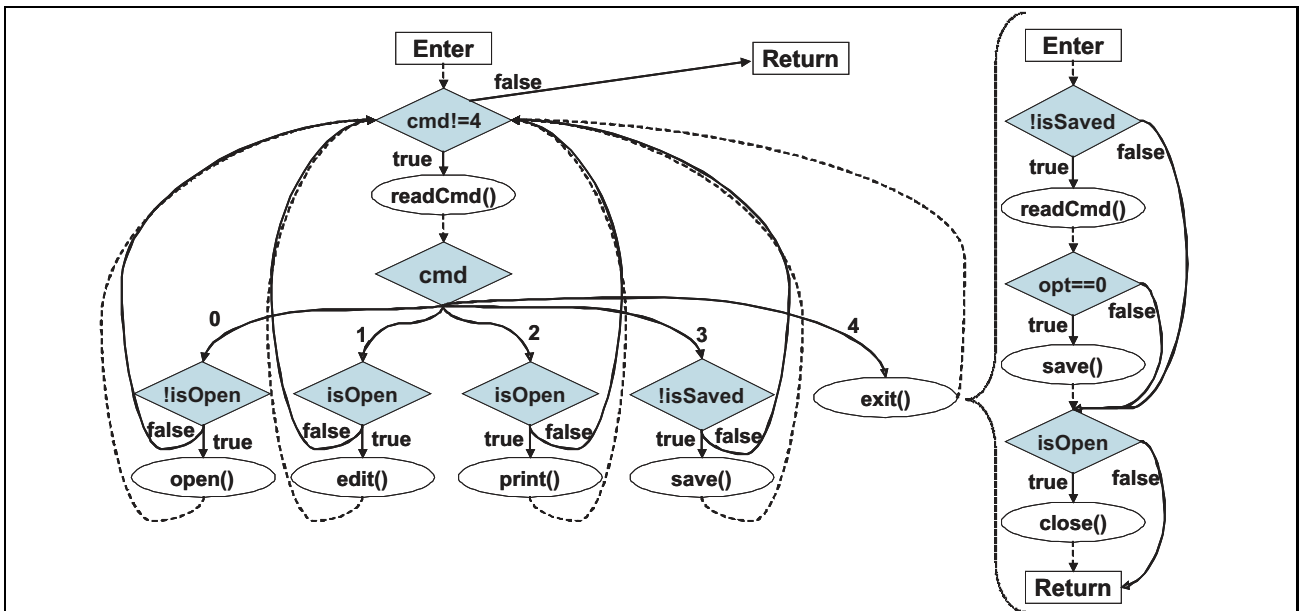 Enter
false
Return
cmd!=4
true
readCmd()
cmd
0
1
2
3
4
!isOpen
isOpen
isOpen
!isSaved
exit()
false
true
false
true
true
false
true
false
open()
edit()
print()
save()
Enter
!isSaved
false
true
readCmd()
opt==0
false
true
save()
isOpen
true
false
close()
Return